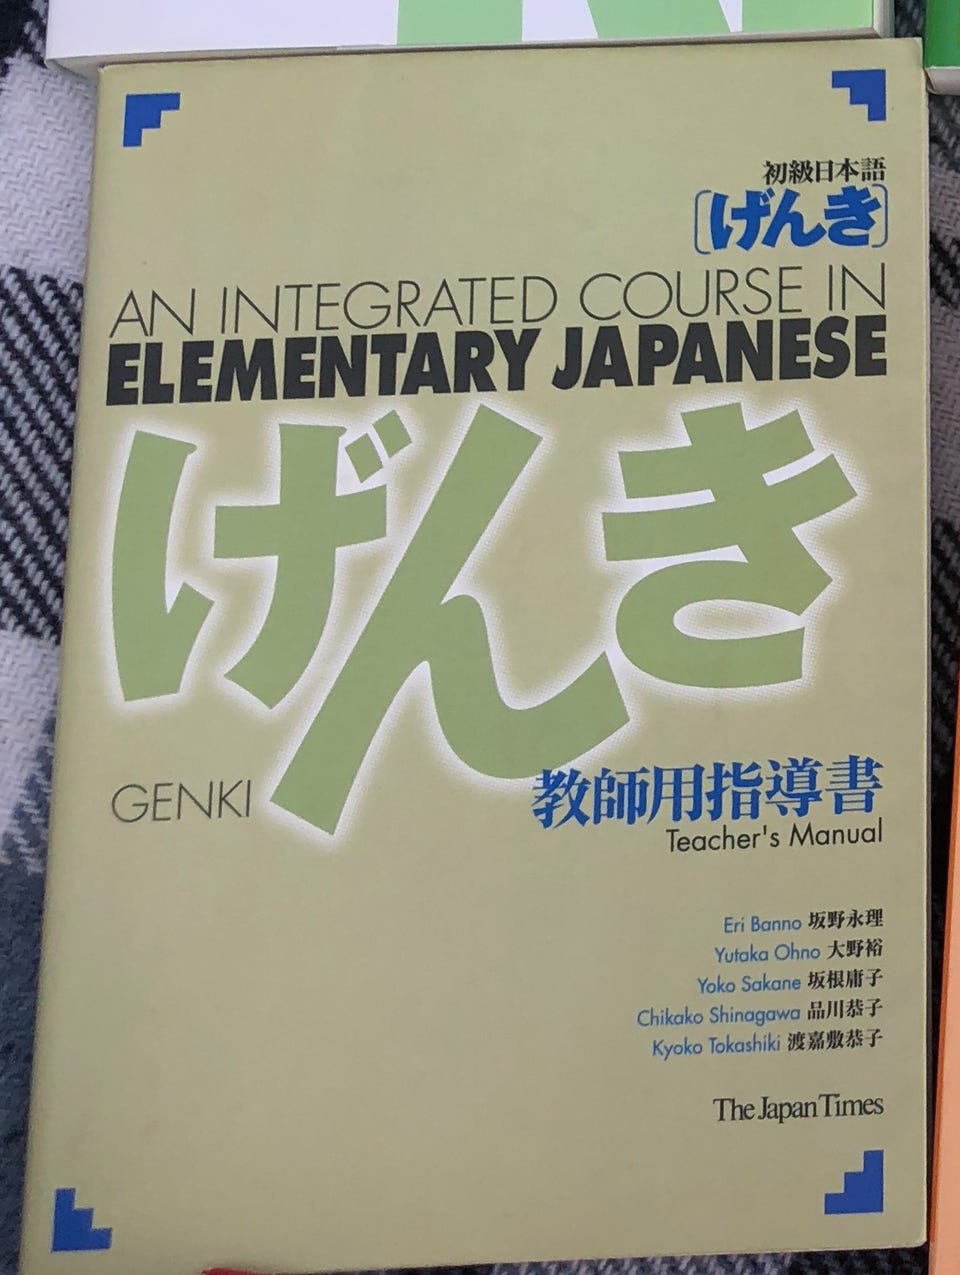 初級日本語
[げんき]
AN INTEGRATED COURSE IN
ELEMENTARY JAPANESE
げんき
GENKI
教師用指導書
Teacher's Manual
Eri Banno 坂野永理
Yutaka Ohno 大野裕
Yoko Sakane 坂根庸子
Chikako Shinagawa 品川恭子
Kyoko Tokashiki 渡嘉敷恭子
The Japan Times